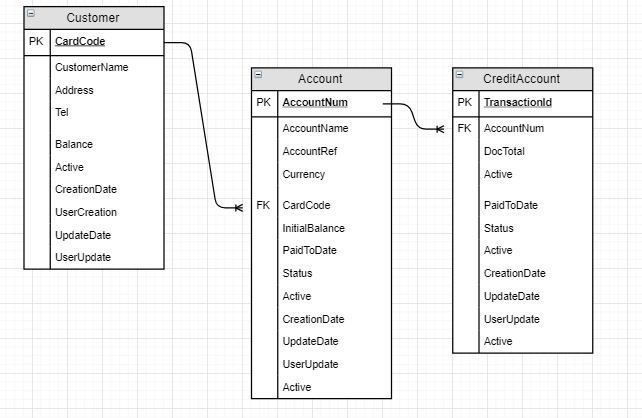 Customer
PK CardCode
CustomerName
Address
Tel
Balance
Active
CreationDate
UserCreation
UpdateDate
UserUpdate
Account
PK AccountNum
AccountName
AccountRef
Currency
FK CardCode
InitialBalance
PaidToDate
Status
Active
CreationDate
UpdateDate
UserUpdate
Active
CreditAccount
PK TransactionId
FK AccountNum
DocTotal
Active
PaidToDate
Status
Active
CreationDate
UpdateDate
UserUpdate
Active